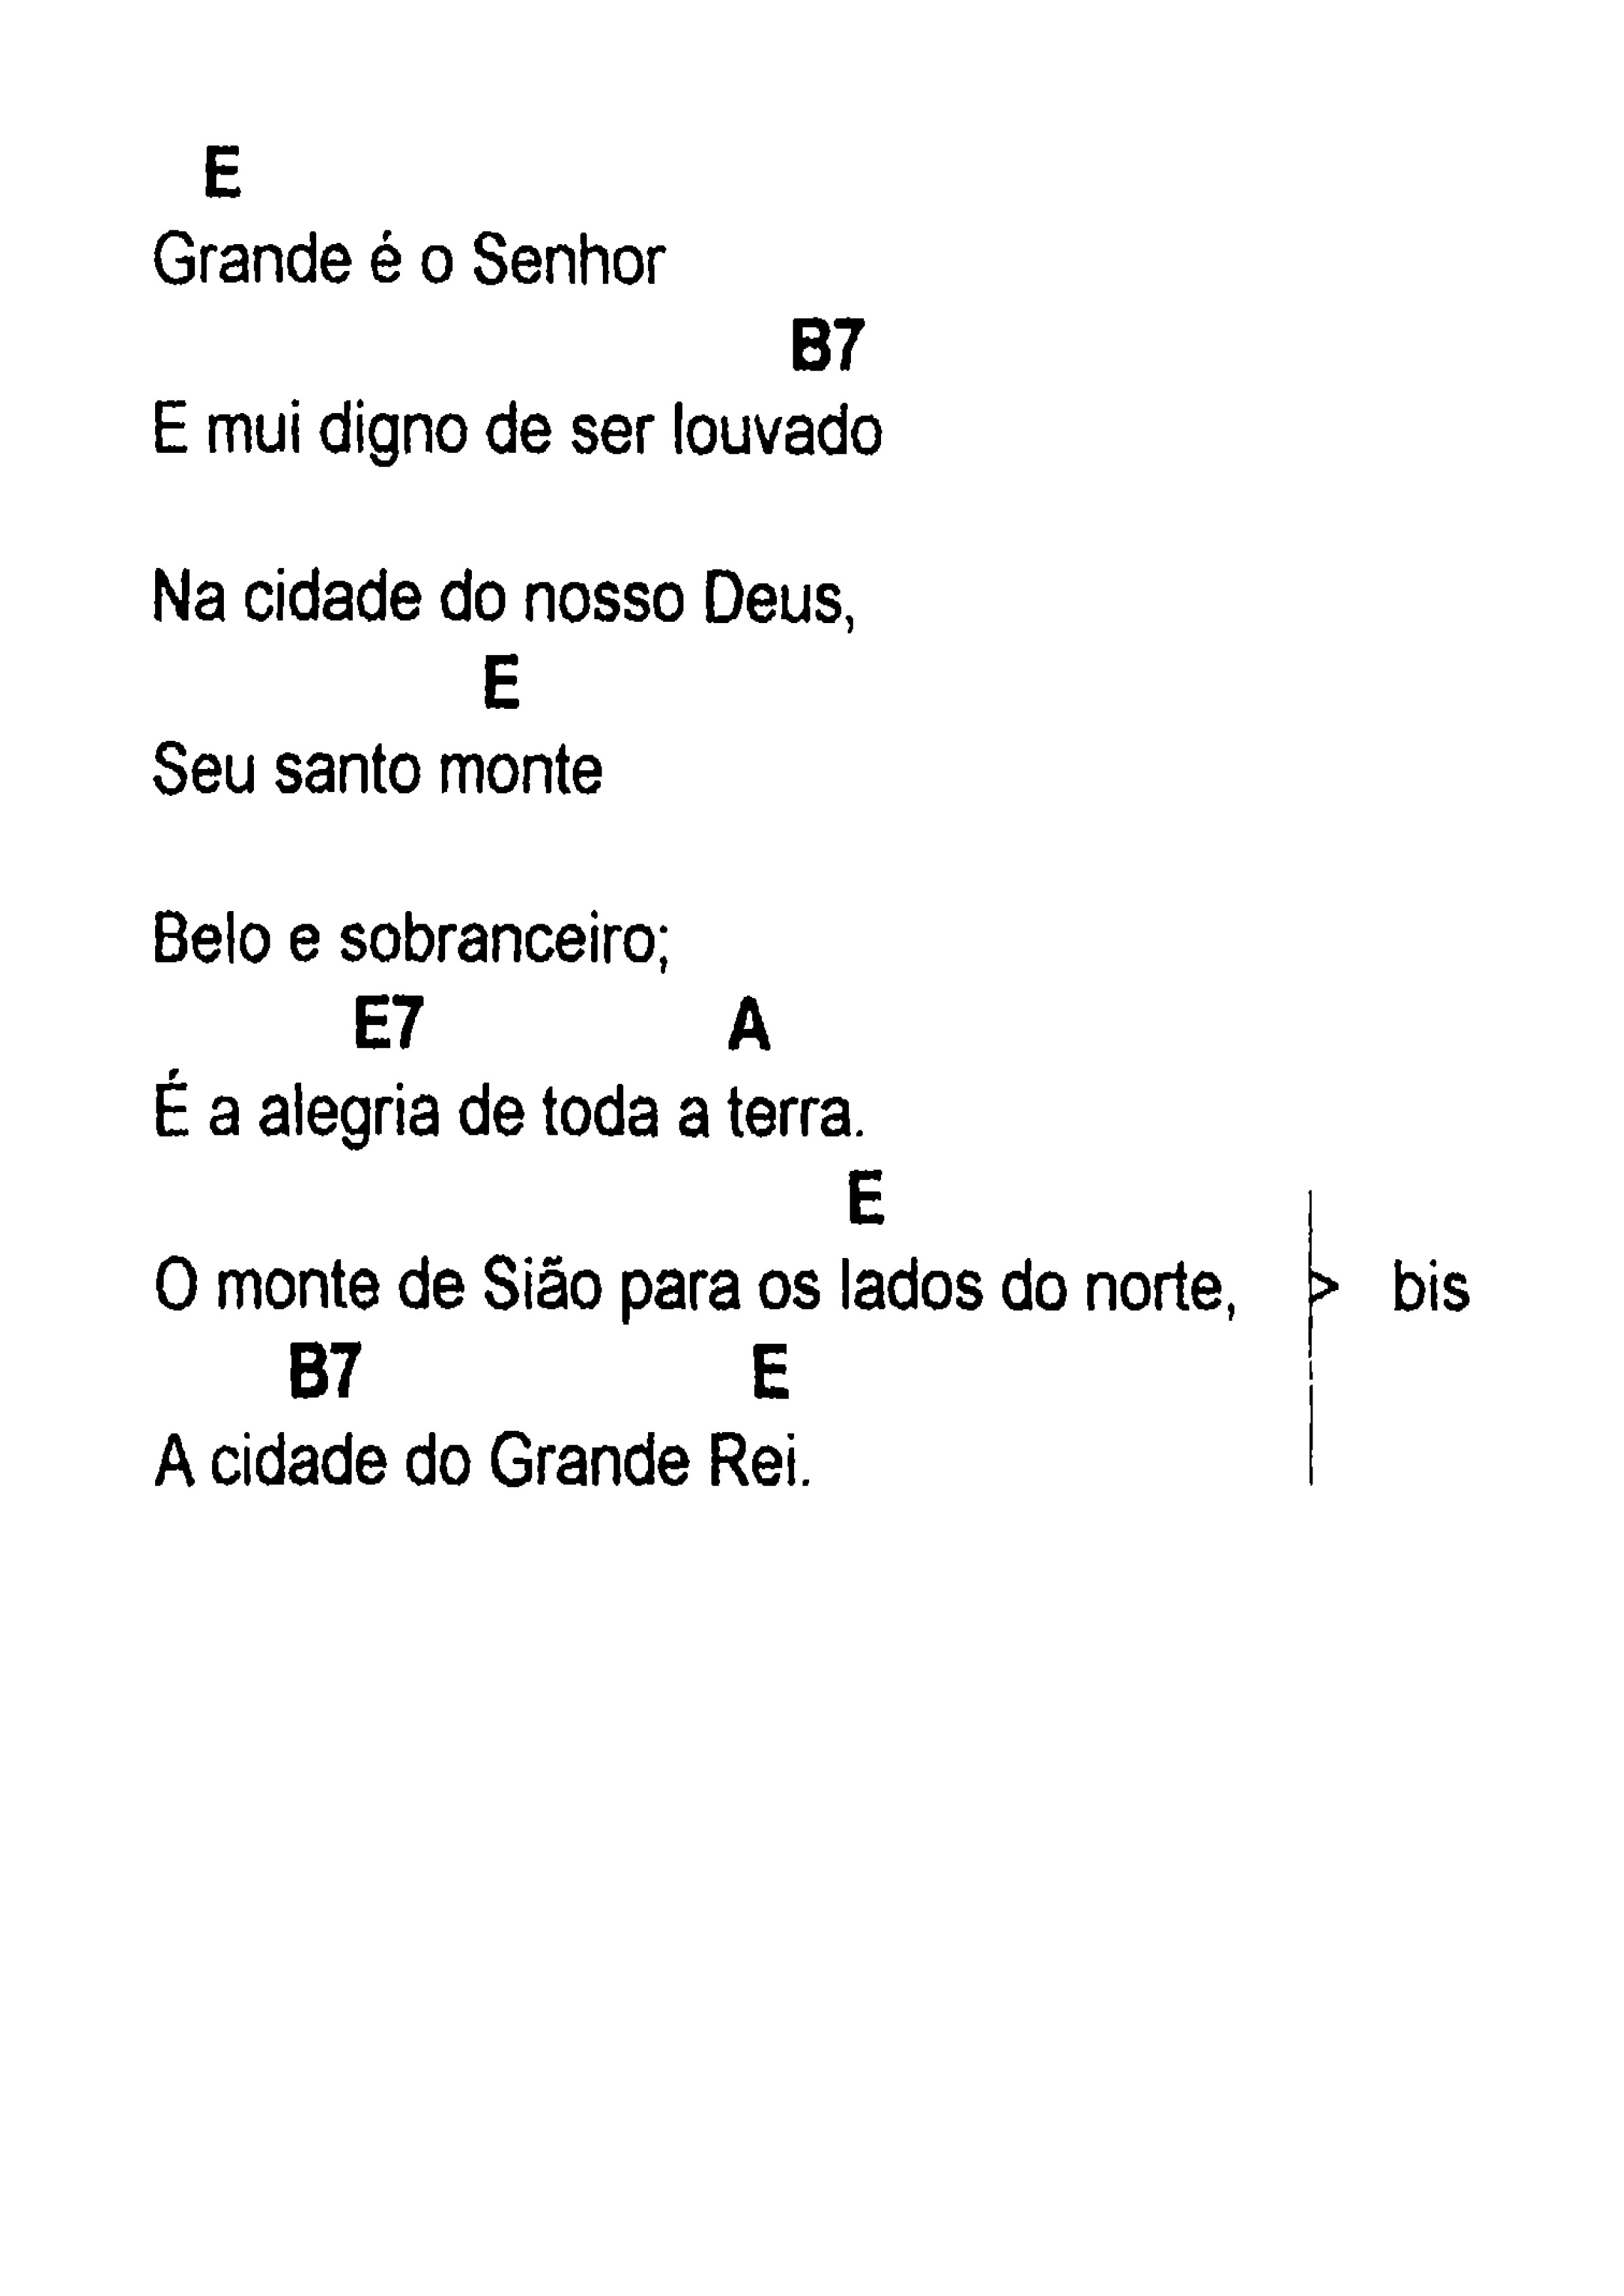 E
Grande é o Senhor
B7
E mui digno de ser louvado
Na cidade do nosso Deus,
E
Seu santo monte
Belo e sobranceiro;
E7 A
É a alegria de toda a terra.
E
O monte de Sião para os lados do norte, > bis
B7 E
A cidade do Grande Rei.